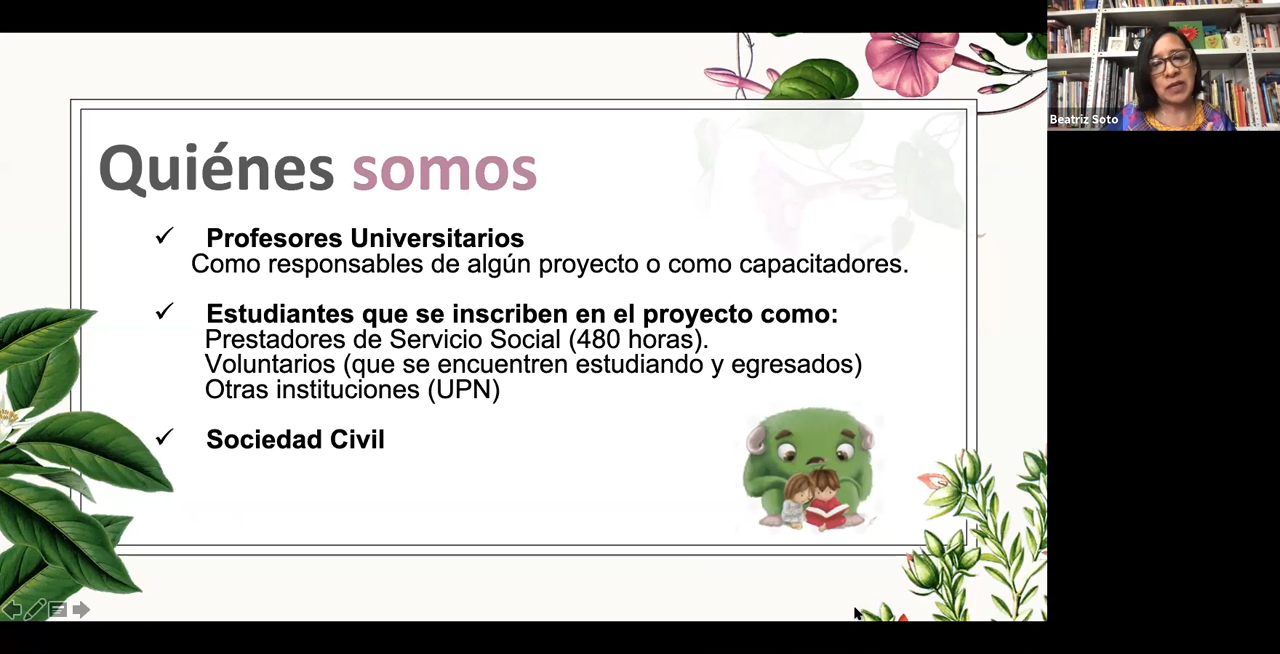 Quiénes somos
✓ Profesores Universitarios
Como responsables de algún proyecto o como capacitadores.
✓ Estudiantes que se inscriben en el proyecto como:
Prestadores de Servicio Social (480 horas).
Voluntarios (que se encuentren estudiando y egresados)
Otras instituciones (UPN)
✓ Sociedad Civil
Beatriz Soto